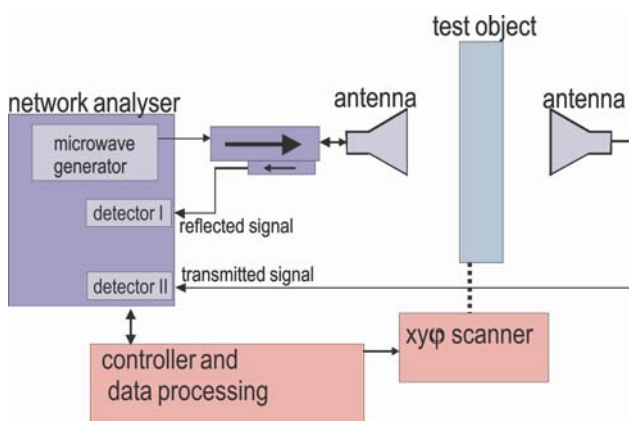 test object
network analyser
antenna
antenna
microwave
generator
detector I
reflected signal
detector II
transmitted signal
xyφ scanner
controller and
data processing